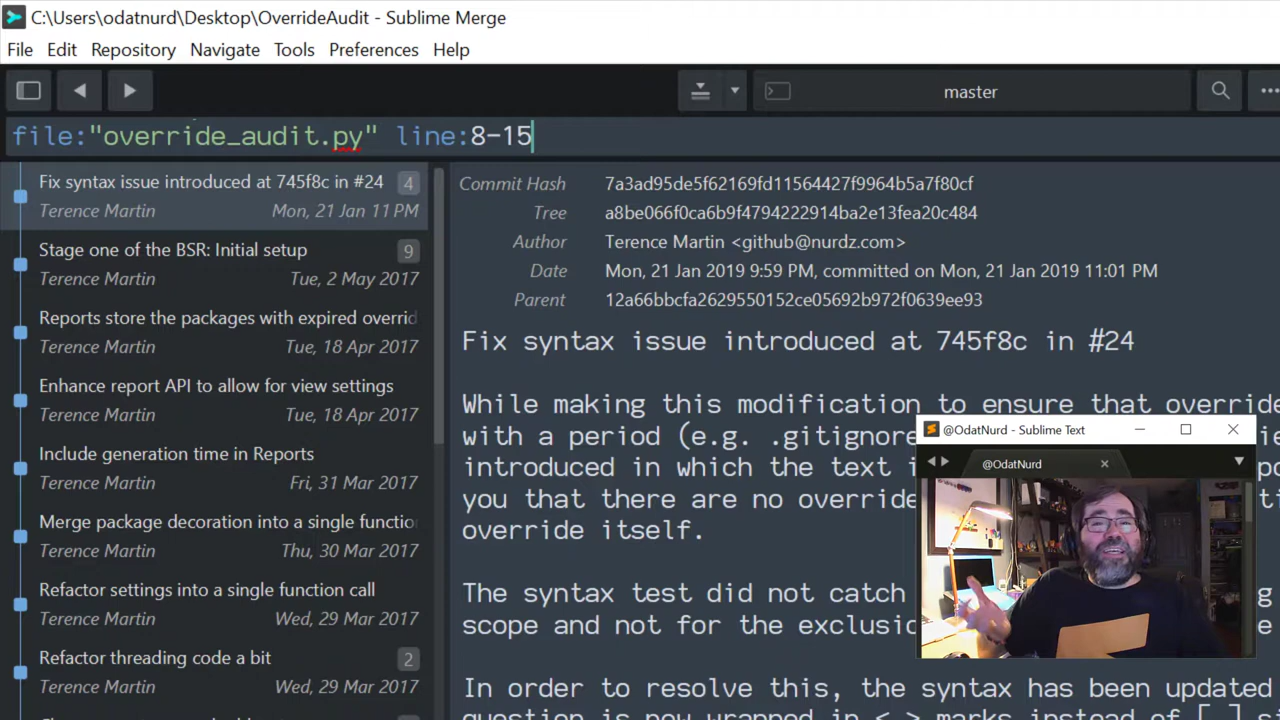 C:\Users\odatnurd\Desktop\OverrideAudit - Sublime Merge
File Edit Repository Navigate Tools Preferences Help
master
file:"override_audit.py" line:8-15
Fix syntax issue introduced at 745f8c in #24 4
Terence Martin Mon, 21 Jan 11 PM
Stage one of the BSR: Initial setup 9
Terence Martin Tue, 2 May 2017
Reports store the packages with expired overrid
Terence Martin Tue, 18 Apr 2017
Enhance report API to allow for view settings
Terence Martin Tue, 18 Apr 2017
Include generation time in Reports
Terence Martin Fri, 31 Mar 2017
Merge package decoration into a single functio
Terence Martin Thu, 30 Mar 2017
Refactor settings into a single function call
Terence Martin Wed, 29 Mar 2017
Refactor threading code a bit 2
Terence Martin Wed, 29 Mar 2017
Commit Hash 7a3ad95de5f62169fd11564427f9964b5a7f80cf
Tree a8be066f0ca6b9f4794222914ba2e13fea20c484
Author Terence Martin <github@nurdz.com>
Date Mon, 21 Jan 2019 9:59 PM, committed on Mon, 21 Jan 2019 11:01 PM
Parent 12a66bbcfa2629550152ce05692b972f0639ee93
Fix syntax issue introduced at 745f8c in #24
While making this modification to ensure that override
with a period (e.g. .gitignore
introduced in which the text i
you that there are no override
override itself.
The syntax test did not catch
scope and not for the exclusi
In order to resolve this, the syntax has been updated
question is now wrapped in < > marks instead of [ ]
@OdatNurd - Sublime Text
@OdatNurd